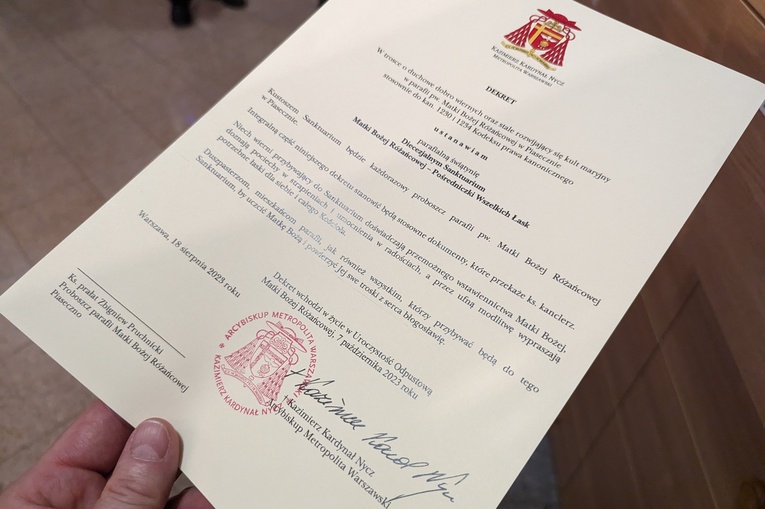 KAZIMIERZ KARDYNAŁ NYCZ
METROPOLITA WARSZAWSKI
DEKRET
W trosce o duchowe dobro wiernych oraz stale rozwijający się kult maryjny
w parafii pw. Matki Bożej Różańcowej w Piasecznie,
stosownie do kan. 1230 i 1234 Kodeksu prawa kanonicznego
ustanawiam
parafialną świątynię
Diecezjalnym Sanktuarium
Matki Bożej Różańcowej – Pośredniczki Wszelkich Łask
Kustoszem Sanktuarium będzie każdorazowy proboszcz parafii pw. Matki Bożej Różańcowej
w Piasecznie.
Integralną część niniejszego dekretu stanowić będą stosowne dokumenty, które przekaże ks. kanclerz.
Niech wierni przybywający do Sanktuarium doświadczają przemożnego wstawiennictwa Matki Bożej,
doznają pociechy w strapieniach i umocnienia w radościach, a przez ufną modlitwę wypraszają
potrzebne łaski dla siebie i całego Kościoła.
Duszpasterzom, mieszkańcom parafii, jak również wszystkim, którzy przybywać będą do tego
Sanktuarium, by uczcić Matkę Bożą i powierzyć jej swe troski z serca błogosławię.
Dekret wchodzi w życie w Uroczystość Odpustową
Matki Bożej Różańcowej, 7 października 2023 roku
Warszawa, 18 sierpnia 2023 roku
Ks. prałat Zbigniew Pruchnicki
Proboszcz parafii Matki Bożej Różańcowej
Piaseczno
ARCYBISKUP METROPOLITA WARSZAWSKI
KAZIMIERZ KARDYNAŁ NYCZ
+ Kazimierz Kard. Nycz
† Kazimierz Kardynał Nycz
Arcybiskup Metropolita Warszawski